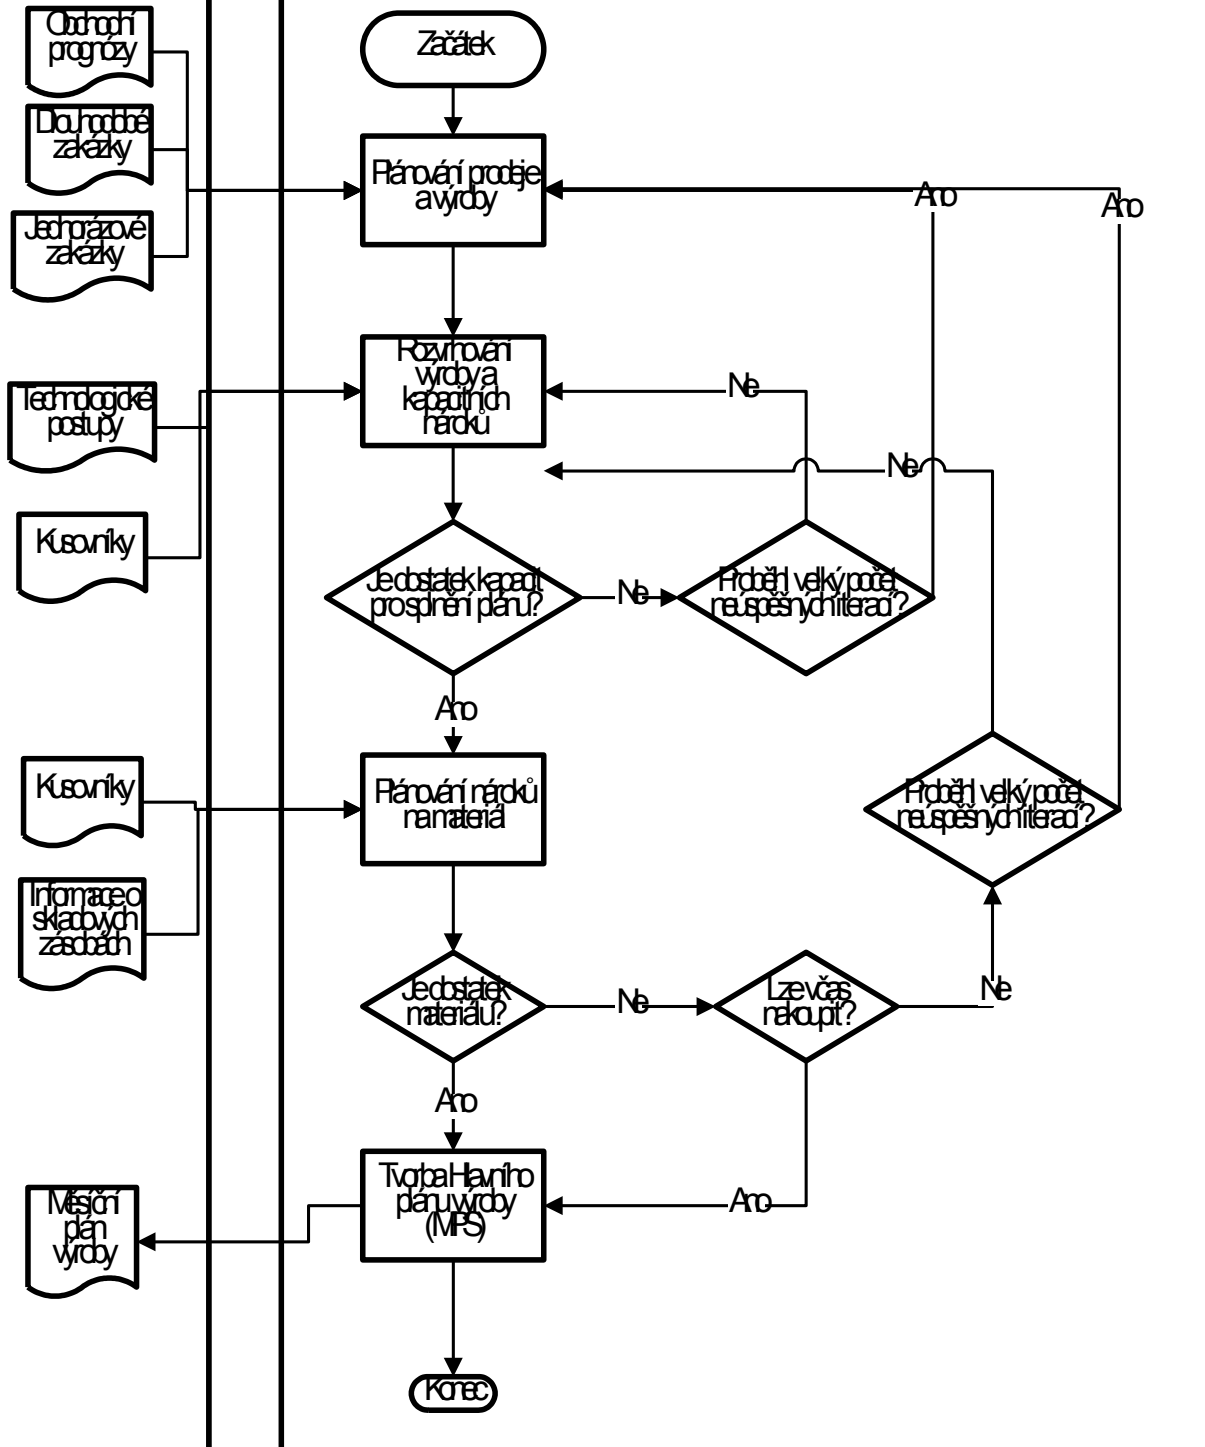 Obchodní
prognózy
Dlouhodobé
zakázky
Jednorázové
zakázky
Technologické
postupy
Kusovníky
Kusovníky
Informace o
skladových
zásobách
Měsíční
plán
výroby
Začátek
Plánování prodeje
a výroby
Ano
Ano
Rozvrhování
výroby a
kapacitních
nároků
Ne
Ne
Je dostatek kapacit
pro splnění plánu?
Ne
Proběhl velký počet
neúspěšných iterací?
Ano
Plánování nároků
na materiál
Proběhl velký počet
neúspěšných iterací?
Je dostatek
materiálu?
Ne
Lze včas
nakoupit?
Ne
Ano
Tvorba Hlavního
plánu výroby
(MPS)
Ano
Konec